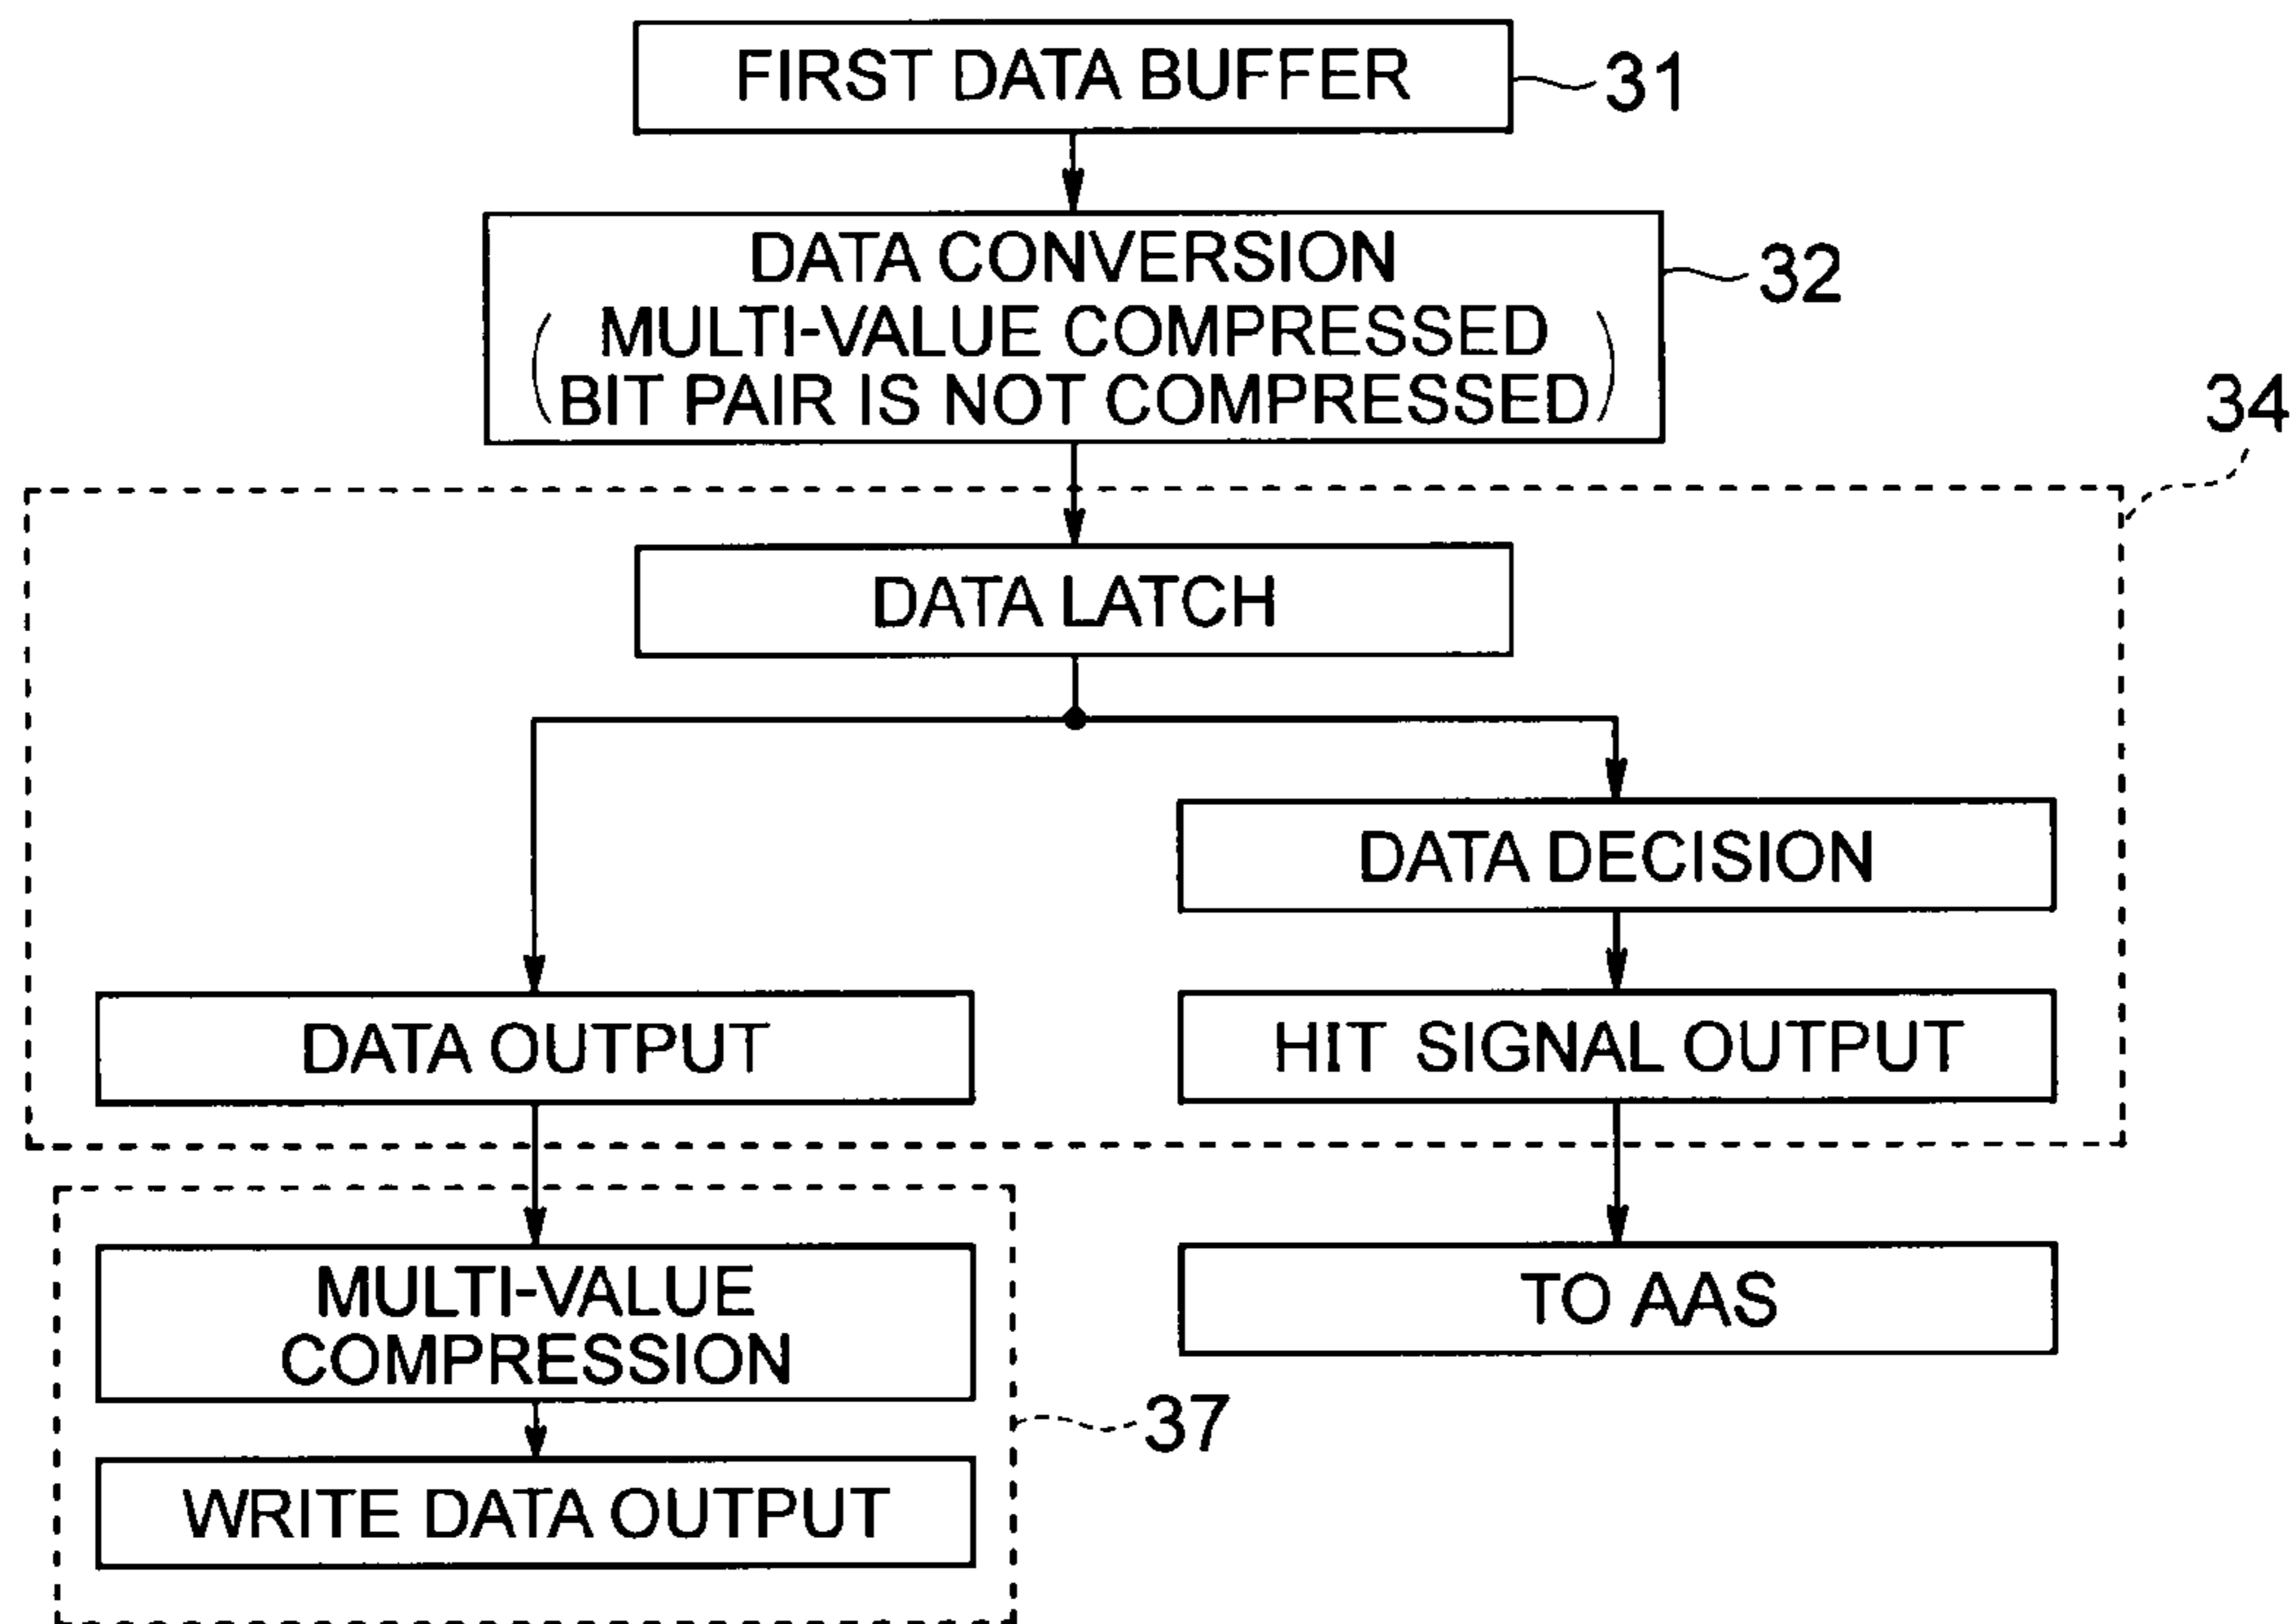 FIRST DATA BUFFER
31
DATA CONVERSION
32
(MULTI-VALUE COMPRESSED
BIT PAIR IS NOT COMPRESSED)
34
DATA LATCH
DATA DECISION
DATA OUTPUT
HIT SIGNAL OUTPUT
MULTI-VALUE
COMPRESSION
TO AAS
37
WRITE DATA OUTPUT